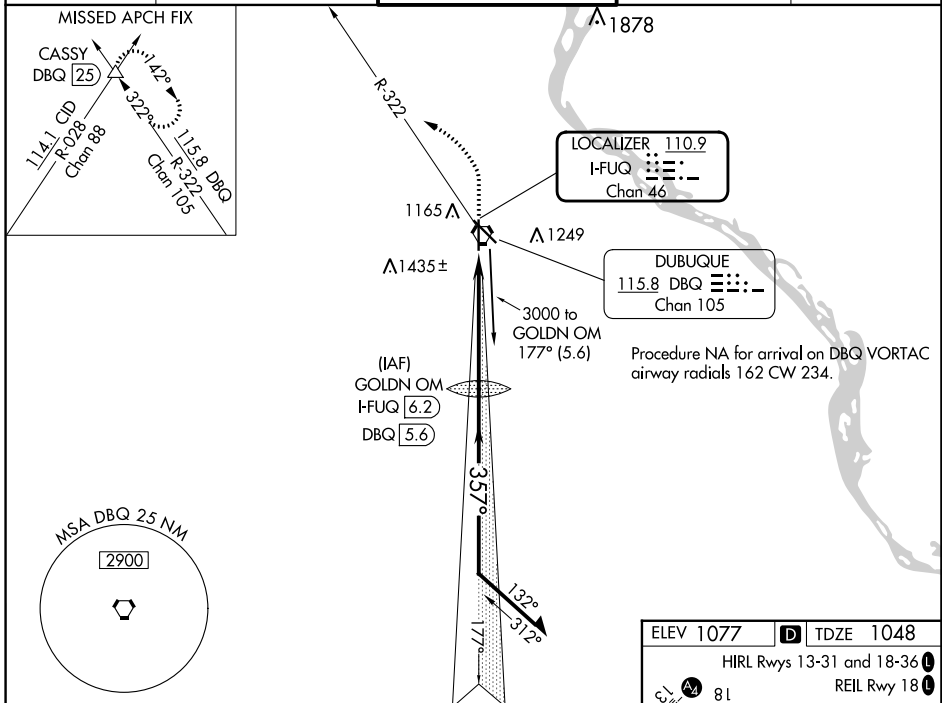 MISSED APCH FIX
CASSY
DBQ 25
142°
322°
114.1 CID
R-028
Chan 88
115.8 DBQ
R-322
Chan 105
R-322
1878
LOCALIZER 110.9
I-FUQ
Chan 46
1165
1249
1435±
DUBUQUE
115.8 DBQ
Chan 105
3000 to
GOLDN OM
177° (5.6)
Procedure NA for arrival on DBQ VORTAC
airway radials 162 CW 234.
(IAF)
GOLDN OM
I-FUQ 6.2
DBQ 5.6
357°
MSA DBQ 25 NM
2900
132°
312°
177°
ELEV 1077 D TDZE 1048
HIRL Rwys 13-31 and 18-36 L
REIL Rwy 18 L
13
A4
18